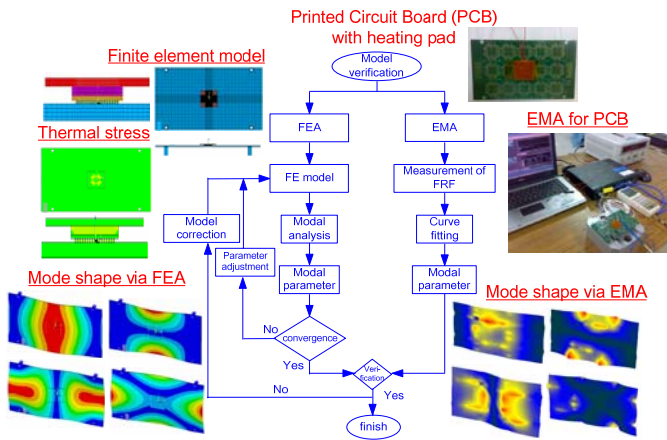 Printed Circuit Board (PCB)
with heating pad
Finite element model
Model
verification
Thermal stress
FEA
EMA
EMA for PCB
FE model
Measurement of
FRF
Model
correction
Parameter
adjustment
Modal
analysis
Curve
fitting
Modal
parameter
Modal
parameter
Mode shape via FEA
Mode shape via EMA
No
convergence
Yes
Veri-
fication
No
Yes
finish